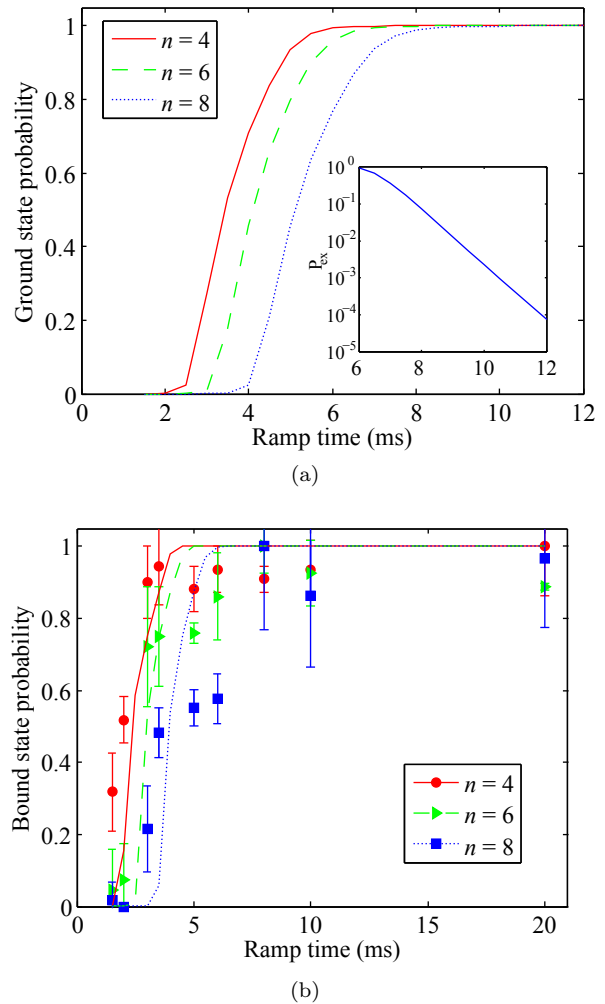 1
0.8
0.6
0.4
0.2
0
Ground state probability
n = 4
n = 6
n = 8
10^0
10^-1
10^-2
10^-3
10^-4
10^-5
P_ex
6 8 10 12
0 2 4 6 8 10 12
Ramp time (ms)
(a)
1
0.8
0.6
0.4
0.2
0
Bound state probability
n = 4
n = 6
n = 8
0 5 10 15 20
Ramp time (ms)
(b)